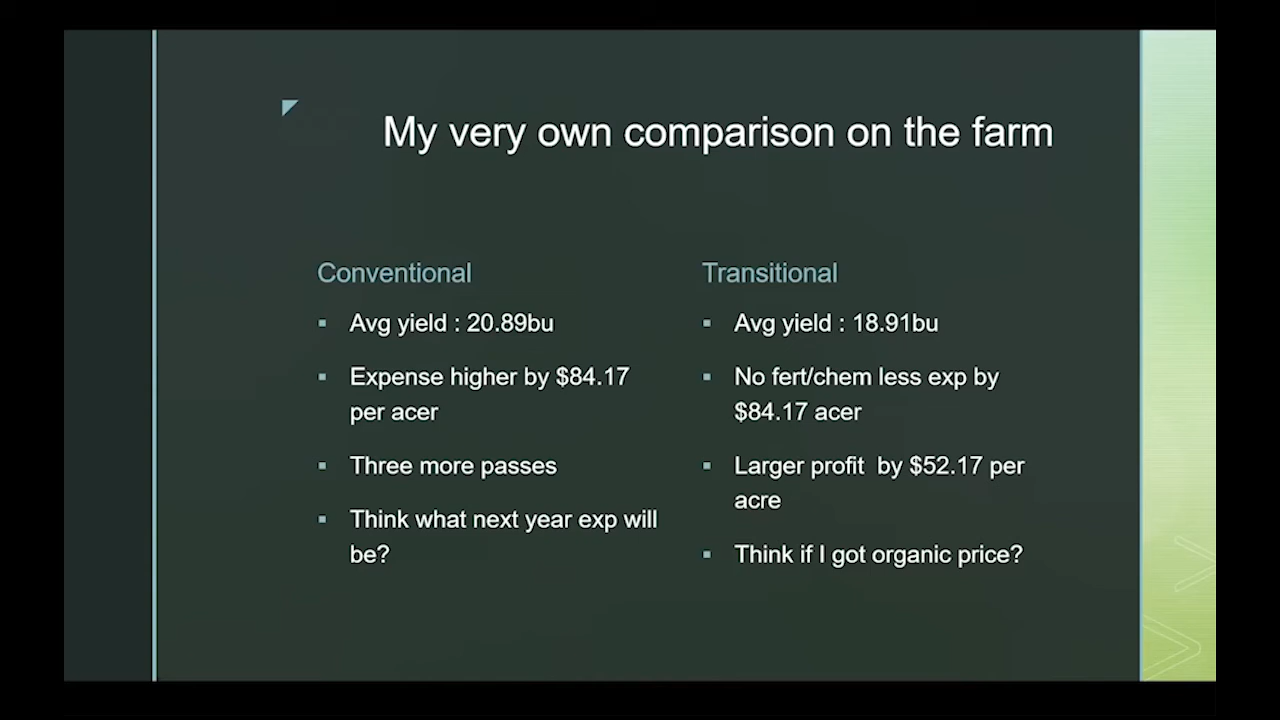 My very own comparison on the farm
Conventional
Avg yield : 20.89bu
Expense higher by $84.17
per acer
Three more passes
Think what next year exp will
be?
Transitional
Avg yield : 18.91bu
No fert/chem less exp by
$84.17 acer
Larger profit  by $52.17 per
acre
Think if I got organic price?